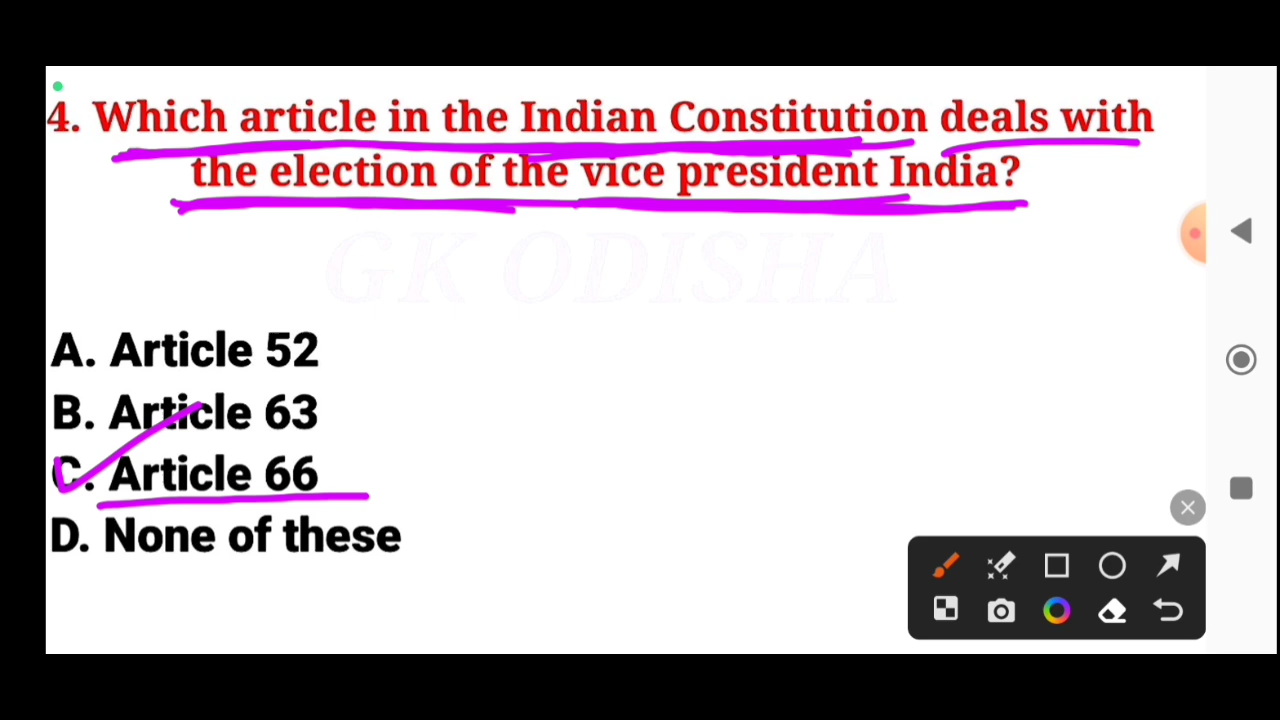 4. Which article in the Indian Constitution deals with
the election of the vice president India?
GK ODISHA
A. Article 52
B. Article 63
C. Article 66
D. None of these